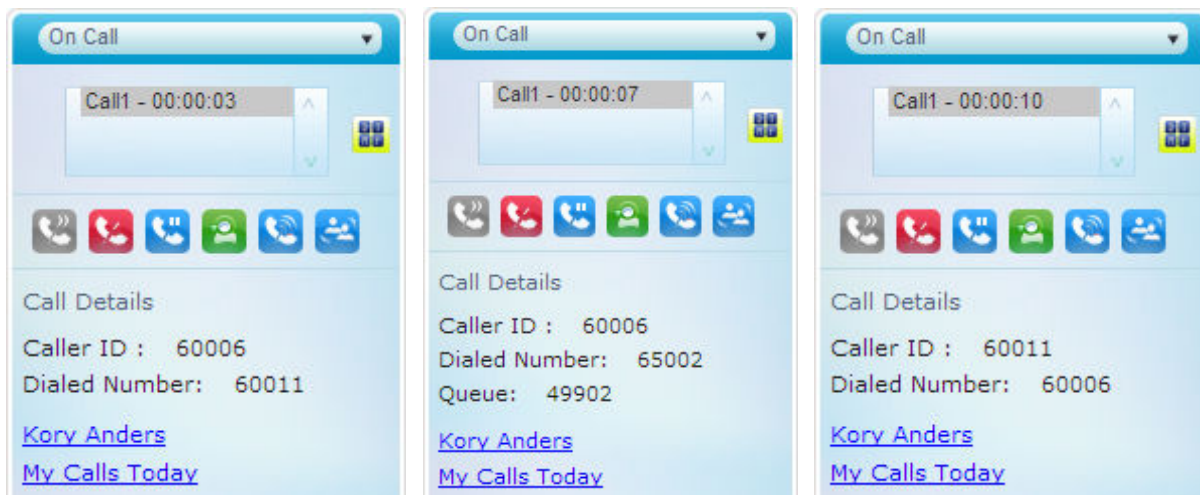 On Call
Call1 - 00:00:03
Call Details
Caller ID : 60006
Dialed Number: 60011
Kory Anders
My Calls Today
On Call
Call1 - 00:00:07
Call Details
Caller ID : 60006
Dialed Number: 65002
Queue: 49902
Kory Anders
My Calls Today
On Call
Call1 - 00:00:10
Call Details
Caller ID : 60011
Dialed Number: 60006
Kory Anders
My Calls Today